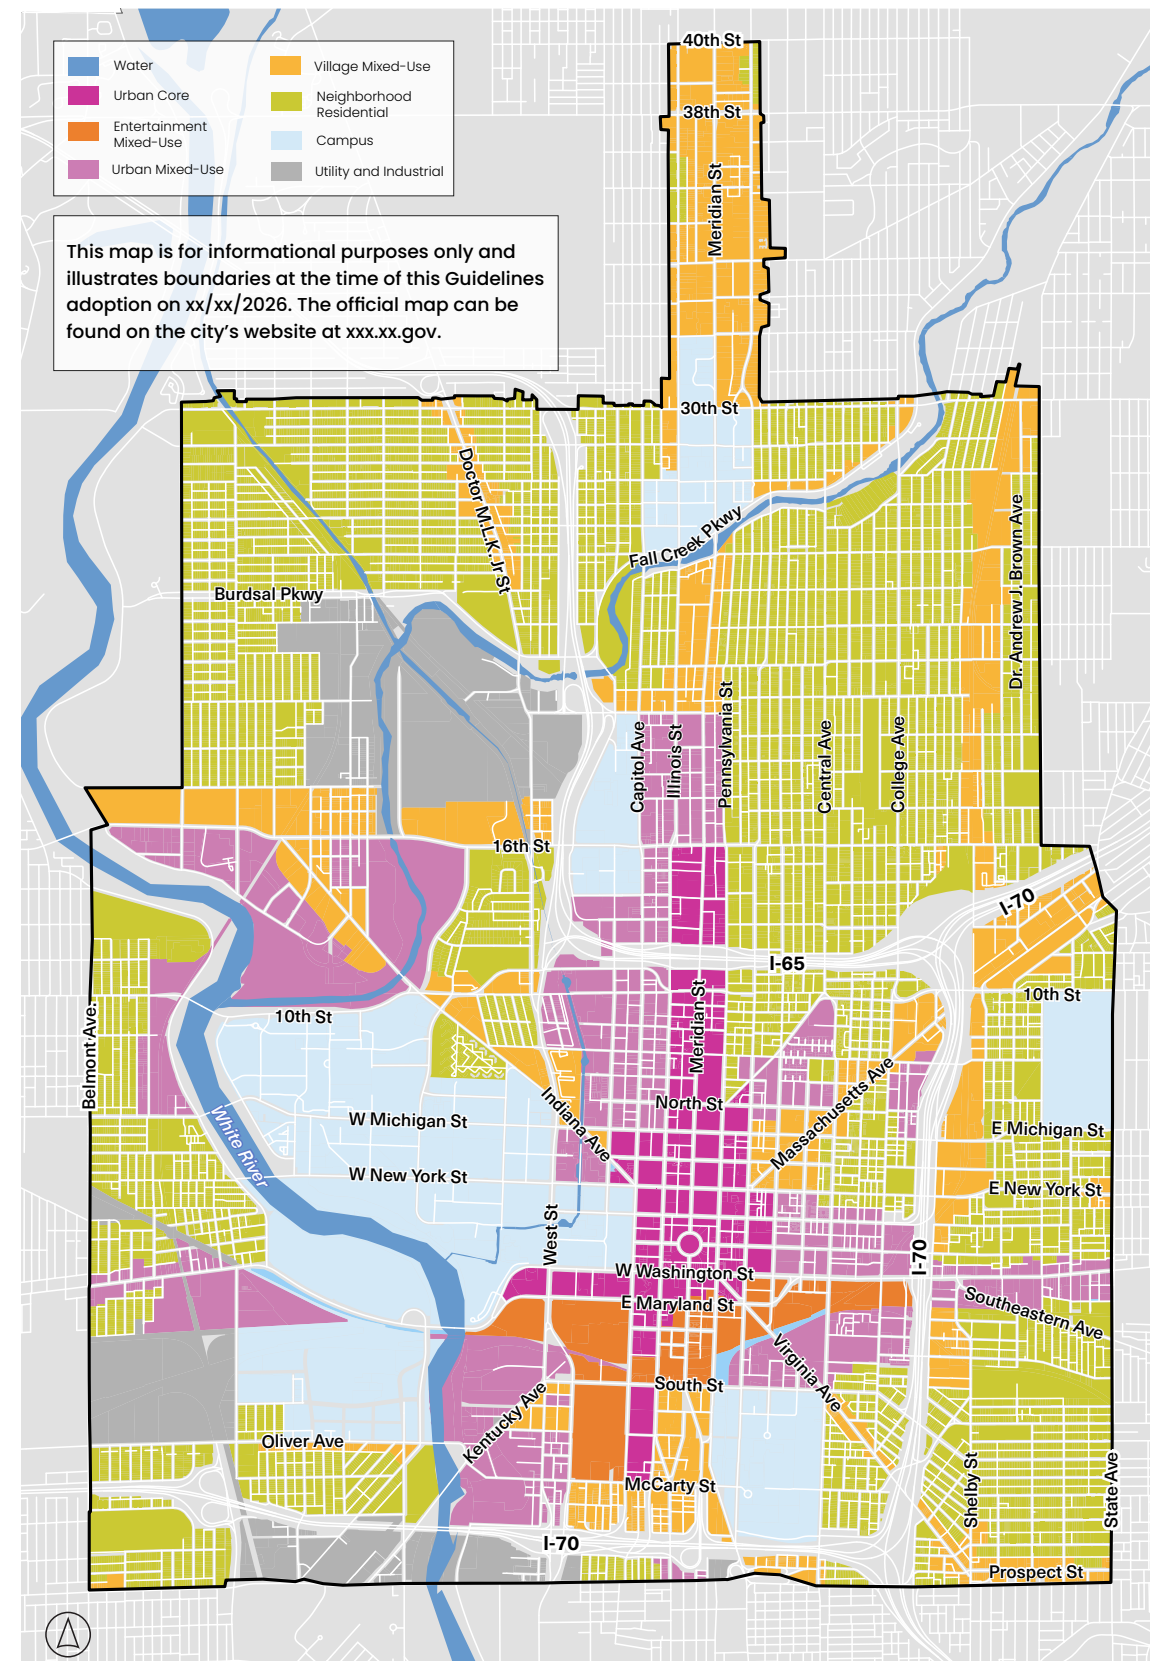 Water
Urban Core
Entertainment
Mixed-Use
Urban Mixed-Use
Village Mixed-Use
Neighborhood
Residential
Campus
Utility and Industrial
This map is for informational purposes only and
illustrates boundaries at the time of this Guidelines
adoption on xx/xx/2026. The official map can be
found on the city’s website at xxx.xx.gov.
40th St
38th St
Meridian St
30th St
Doctor M.L.K. Jr St
Fall Creek Pkwy
Dr. Andrew J. Brown Ave
Burdsal Pkwy
Capitol Ave
Illinois St
Pennsylvania St
Central Ave
College Ave
16th St
I-70
I-65
10th St
10th St
Meridian St
Belmont Ave.
White River
Indiana Ave
North St
Massachusetts Ave
W Michigan St
E Michigan St
W New York St
E New York St
West St
I-70
W Washington St
E Maryland St
Southeastern Ave
Virginia Ave
South St
Kentucky Ave
Oliver Ave
McCarty St
Shelby St
State Ave
I-70
Prospect St